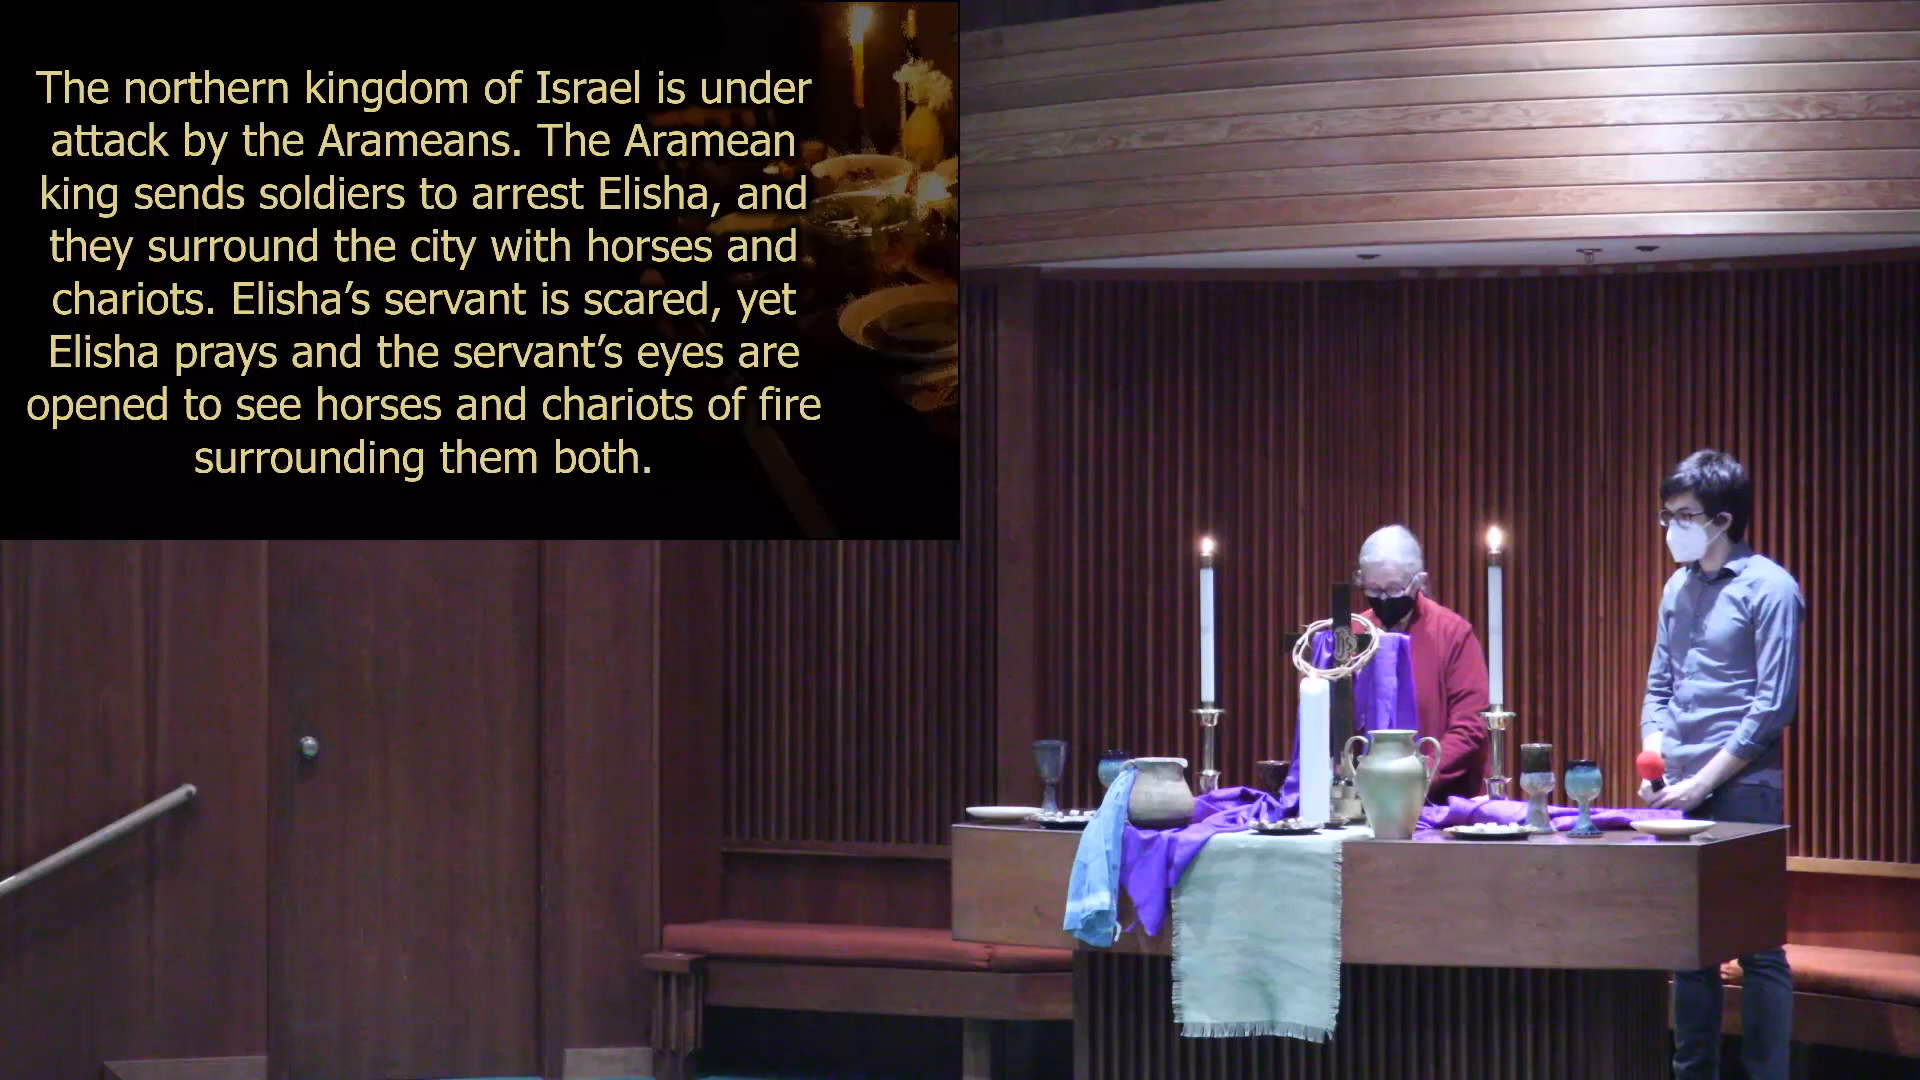 The northern kingdom of Israel is under
attack by the Arameans. The Aramean
king sends soldiers to arrest Elisha, and
they surround the city with horses and
chariots. Elisha’s servant is scared, yet
Elisha prays and the servant’s eyes are
opened to see horses and chariots of fire
surrounding them both.